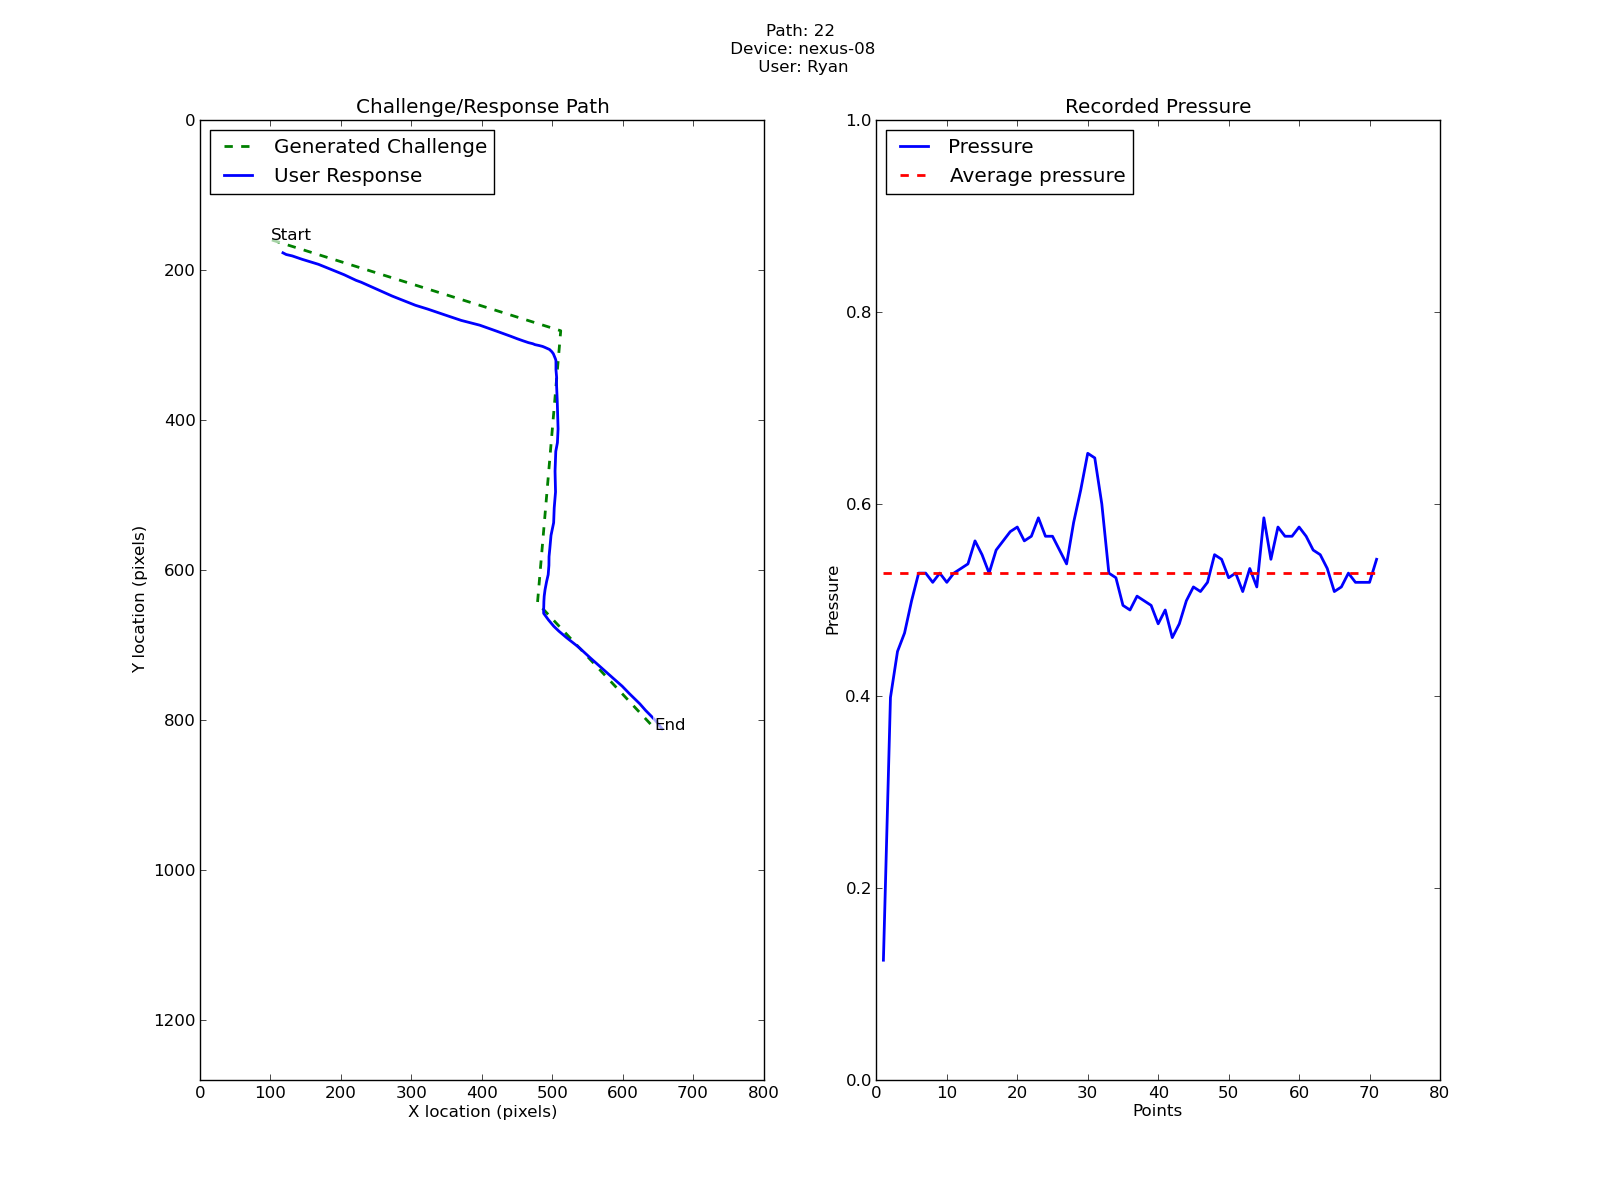 Path: 22
Device: nexus-08
User: Ryan
Challenge/Response Path
Generated Challenge
User Response
Start
End
0
200
400
600
800
1000
1200
Y location (pixels)
0 100 200 300 400 500 600 700 800
X location (pixels)
Recorded Pressure
Pressure
Average pressure
1.0
0.8
0.6
0.4
0.2
0.0
Pressure
0 10 20 30 40 50 60 70 80
Points